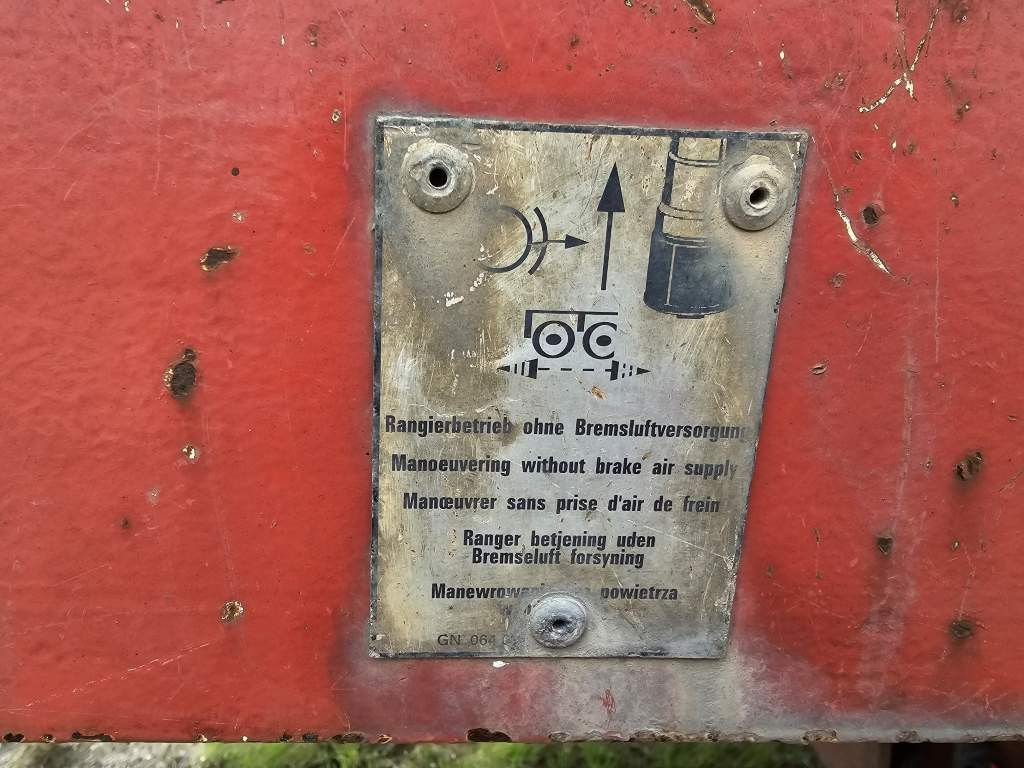 Rangierbetrieb ohne Bremsluftversorgung
Manoeuvering without brake air supply
Manœuvrer sans prise d'air de frein
Ranger betjening uden
Bremseluft forsyning
powietrza
GN 064